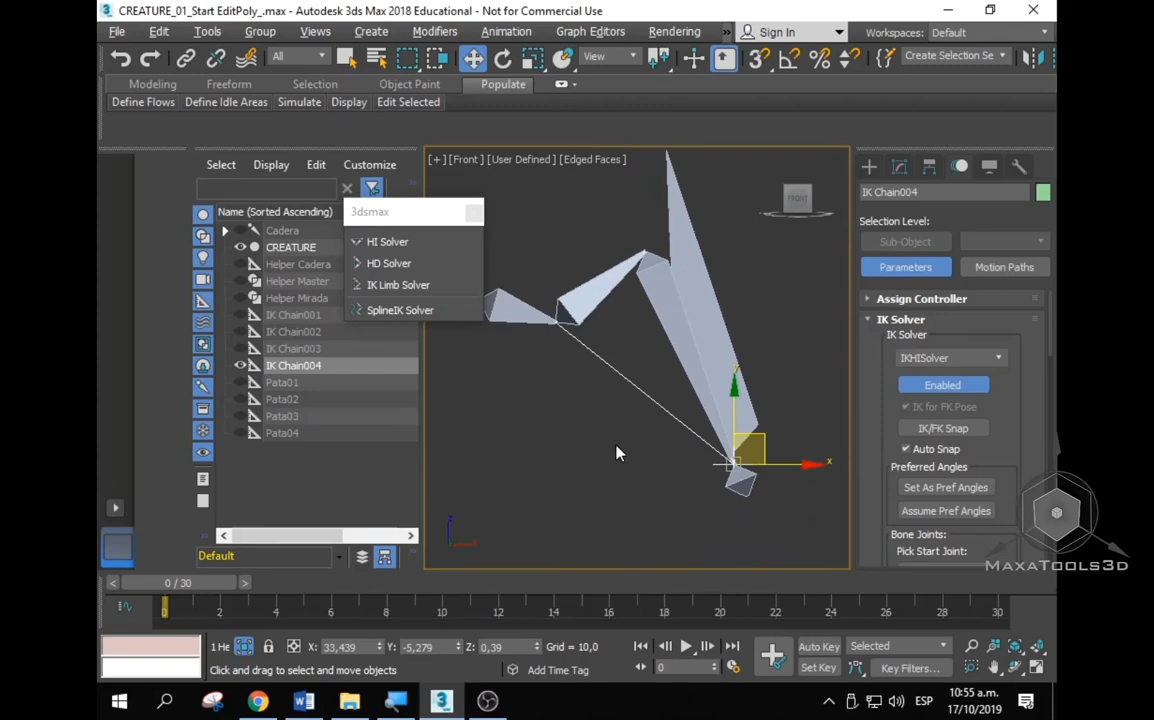 CREATURE_01_Start EditPoly_.max - Autodesk 3ds Max 2018 Educational - Not for Commercial Use
File Edit Tools Group Views Create Modifiers Animation Graph Editors Rendering » Sign In Workspaces: Default
All View Create Selection Se
Modeling Freeform Selection Object Paint Populate
Define Flows Define Idle Areas Simulate Display Edit Selected
Select Display Edit Customize
[+] [Front] [User Defined] [Edged Faces]
FRONT
IK Chain004
Name (Sorted Ascending)
3dsmax
Selection Level:
Cadera
HI Solver
Sub-Object
CREATURE
Helper Cadera
HD Solver
Parameters Motion Paths
Helper Master
IK Limb Solver
Helper Mirada
Assign Controller
IK Chain001
SplineIK Solver
IK Solver
IK Chain002
IK Solver
IK Chain003
IKHISolver
IK Chain004
Pata01
Enabled
Pata02
IK for FK Pose
Pata03
IK/FK Snap
Pata04
Auto Snap
y
x
Preferred Angles
Set As Pref Angles
Assume Pref Angles
z
Bone Joints:
Pick Start Joint:
Default
MaxaTools3D
< 0 / 30 >
0 2 4 6 8 10 12 14 16 18 20 22 24 26 28 30
1 He X: 33,439 Y: -5,279 Z: 0,39 Grid = 10,0 Auto Key Selected
Click and drag to select and move objects Add Time Tag 0 Set Key Key Filters...
ESP
10:55 a.m.
17/10/2019